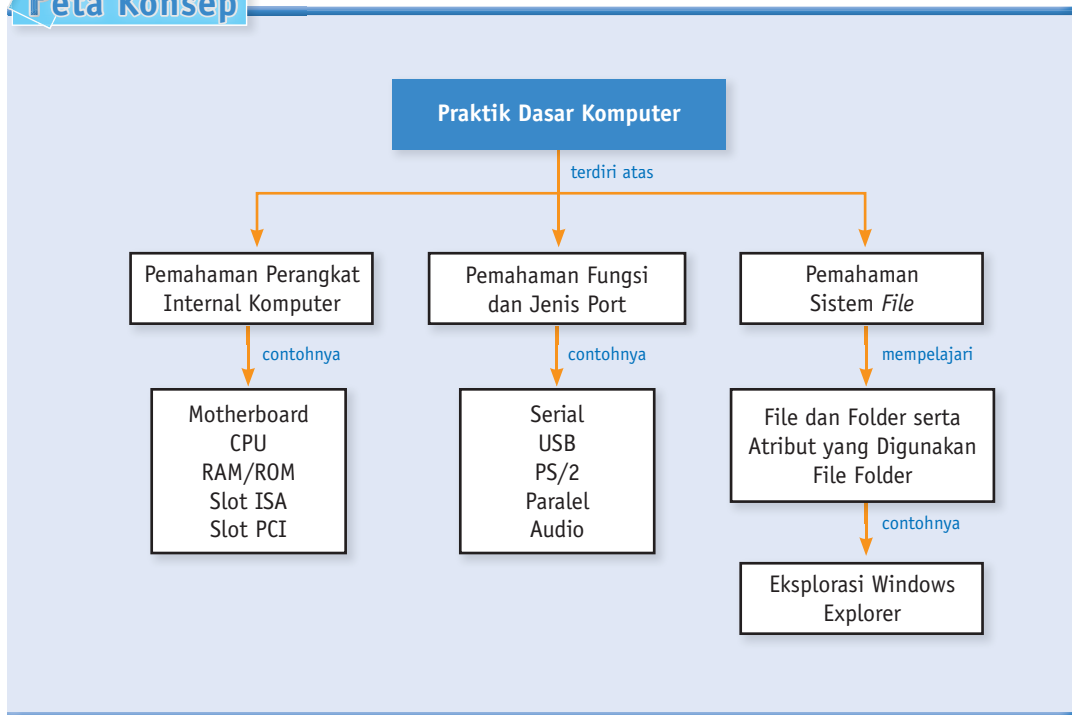 Peta Konsep
Praktik Dasar Komputer
terdiri atas
Pemahaman Perangkat
Internal Komputer
contohnya
Motherboard
CPU
RAM/ROM
Slot ISA
Slot PCI
Pemahaman Fungsi
dan Jenis Port
contohnya
Serial
USB
PS/2
Paralel
Audio
Pemahaman
Sistem File
mempelajari
File dan Folder serta
Atribut yang Digunakan
File Folder
contohnya
Eksplorasi Windows
Explorer